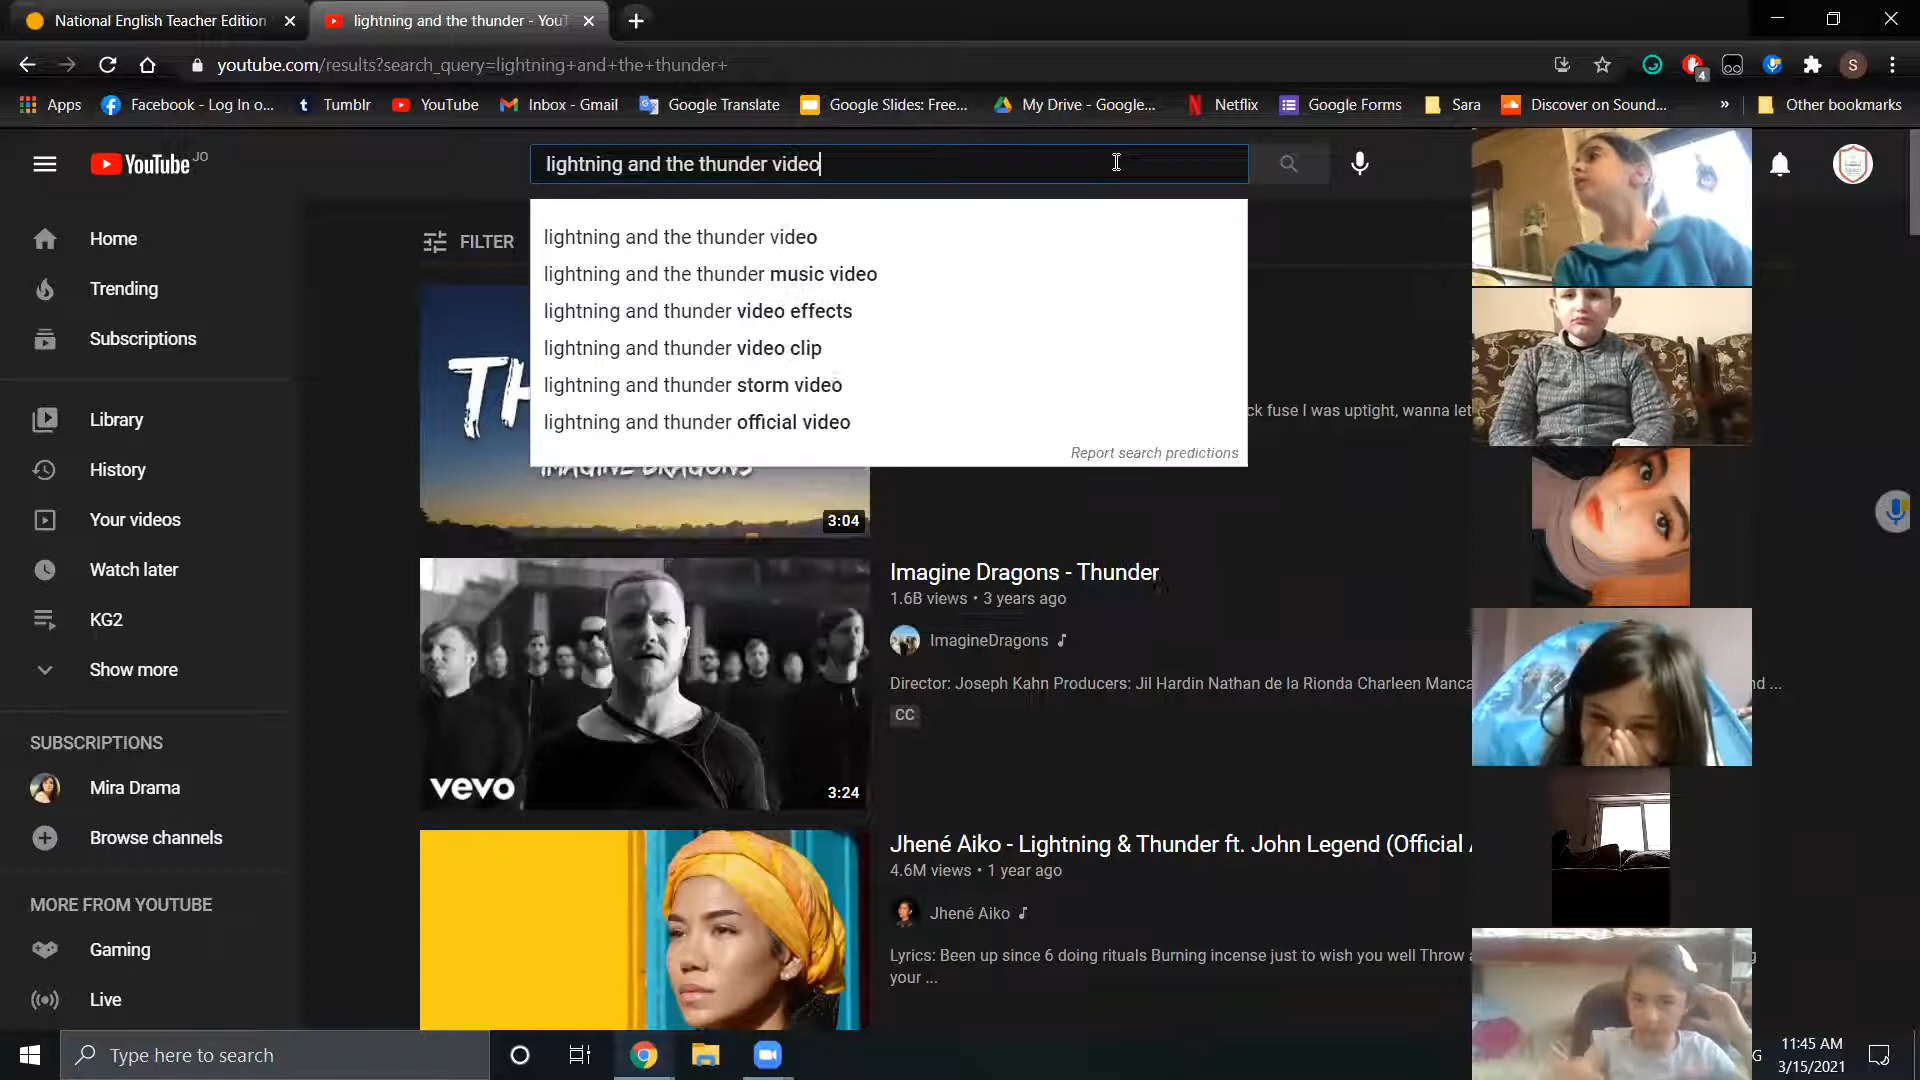 National English Teacher Edition
lightning and the thunder - YouT
youtube.com/results?search_query=lightning+and+the+thunder+
4
S
Apps
Facebook - Log In o...
Tumblr
YouTube
Inbox - Gmail
Google Translate
Google Slides: Free...
My Drive - Google...
Netflix
Google Forms
Sara
Discover on Sound...
»
Other bookmarks
YouTube JO
lightning and the thunder video
lightning and the thunder video
lightning and the thunder music video
lightning and thunder video effects
lightning and thunder video clip
lightning and thunder storm video
lightning and thunder official video
Report search predictions
FILTER
Home
Trending
Subscriptions
Library
History
Your videos
Watch later
KG2
Show more
SUBSCRIPTIONS
Mira Drama
Browse channels
MORE FROM YOUTUBE
Gaming
Live
TH
IMAGINE DRAGONS
3:04
ck fuse I was uptight, wanna let
Imagine Dragons - Thunder
1.6B views • 3 years ago
ImagineDragons
Director: Joseph Kahn Producers: Jil Hardin Nathan de la Rionda Charleen Manca
...
CC
vevo
3:24
Jhené Aiko - Lightning & Thunder ft. John Legend (Official
4.6M views • 1 year ago
Jhené Aiko
Lyrics: Been up since 6 doing rituals Burning incense just to wish you well Throw
your ...
Type here to search
G
11:45 AM
3/15/2021